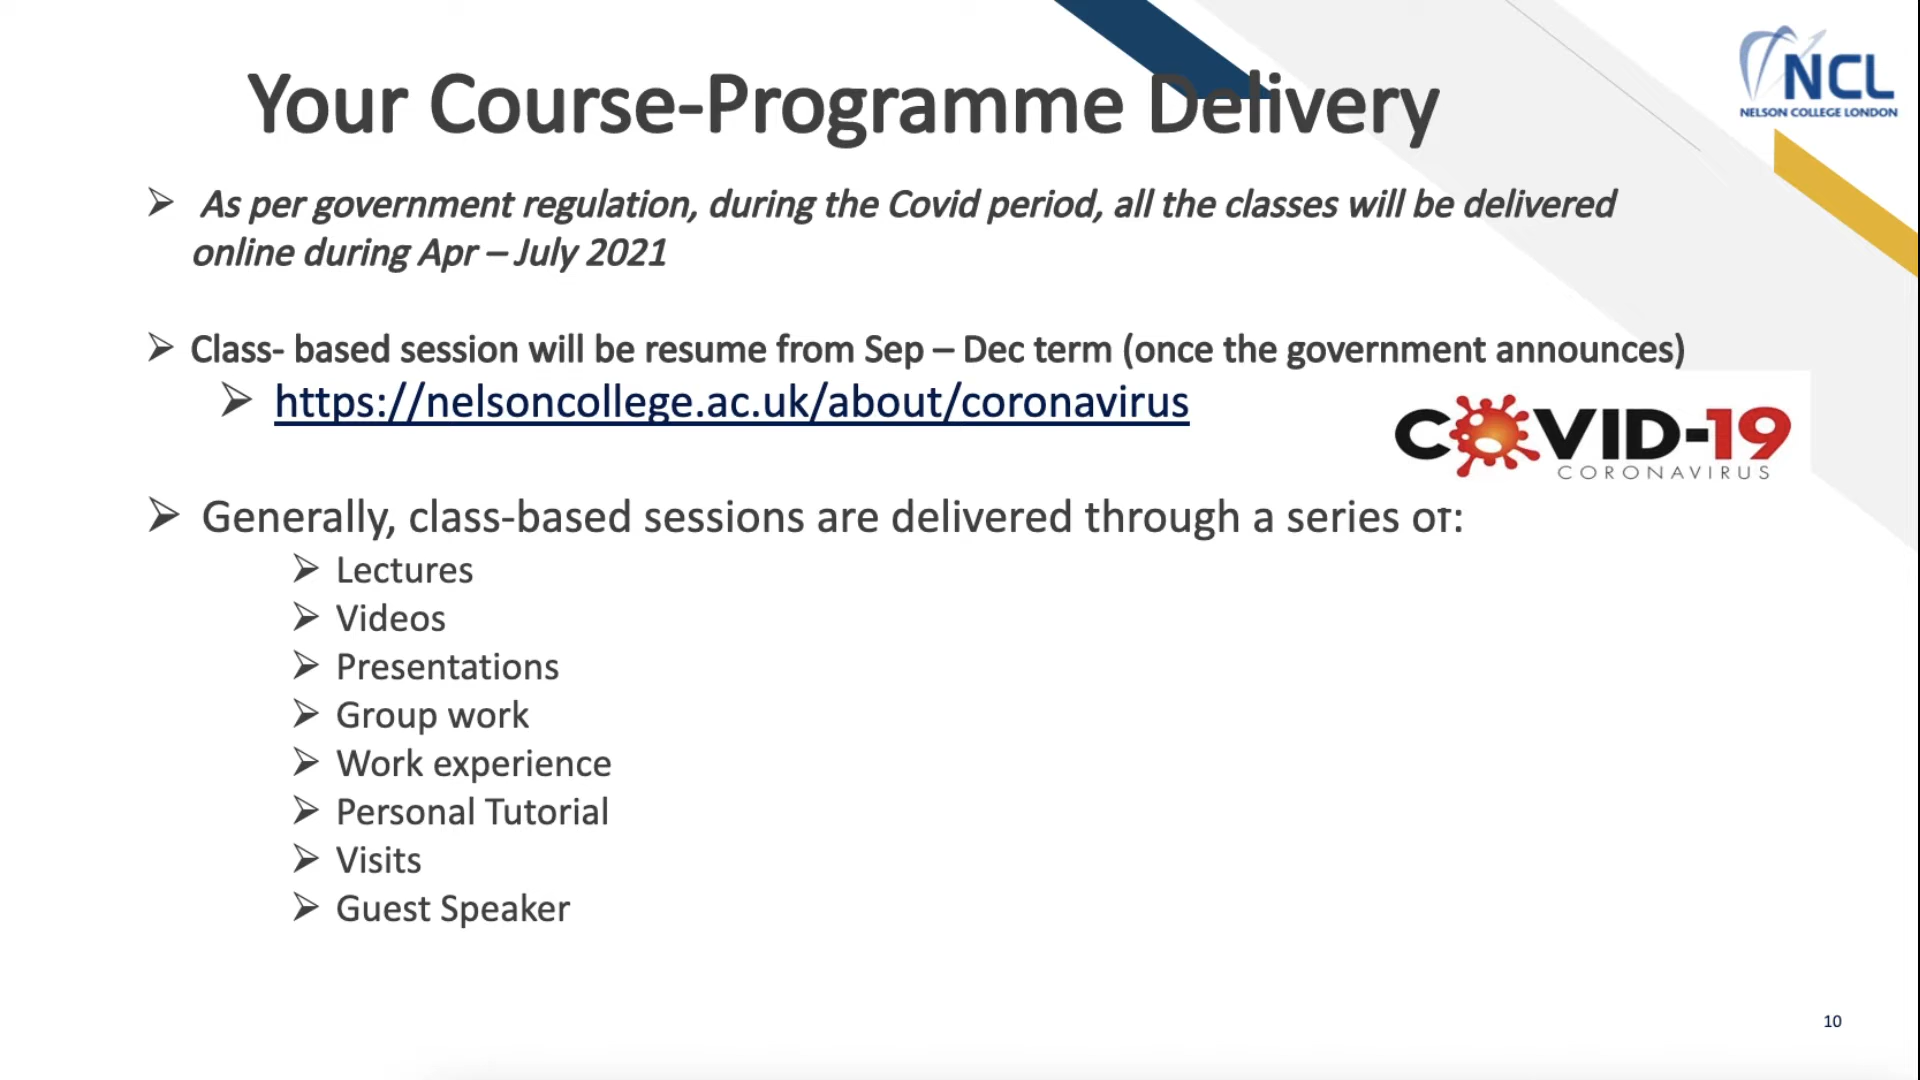 NCL
NELSON COLLEGE LONDON
Your Course-Programme Delivery
➢ As per government regulation, during the Covid period, all the classes will be delivered
online during Apr – July 2021
➢ Class- based session will be resume from Sep – Dec term (once the government announces)
➢ https://nelsoncollege.ac.uk/about/coronavirus
COVID-19
CORONAVIRUS
➢ Generally, class-based sessions are delivered through a series of:
➢ Lectures
➢ Videos
➢ Presentations
➢ Group work
➢ Work experience
➢ Personal Tutorial
➢ Visits
➢ Guest Speaker
10